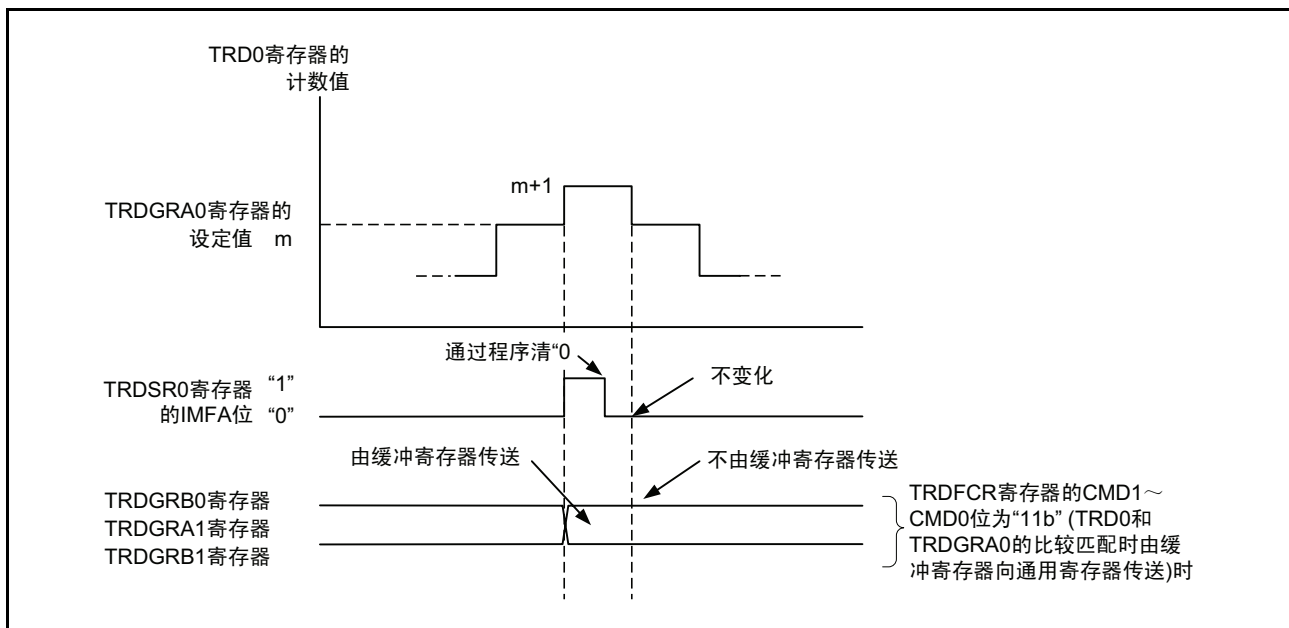 TRD0寄存器的
计数值
m+1
TRDGRA0寄存器的
设定值 m
通过程序清“0
TRDSR0寄存器 “1”
的IMFA位 “0”
不变化
由缓冲寄存器传送
不由缓冲寄存器传送
TRDGRB0寄存器
TRDGRA1寄存器
TRDGRB1寄存器
TRDFCR寄存器的CMD1～
CMD0位为“11b” (TRD0和
TRDGRA0的比较匹配时由缓
冲寄存器向通用寄存器传送)时